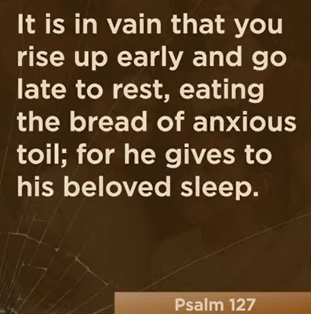 It is in vain that you
rise up early and go
late to rest, eating
the bread of anxious
toil; for he gives to
his beloved sleep.
Psalm 127